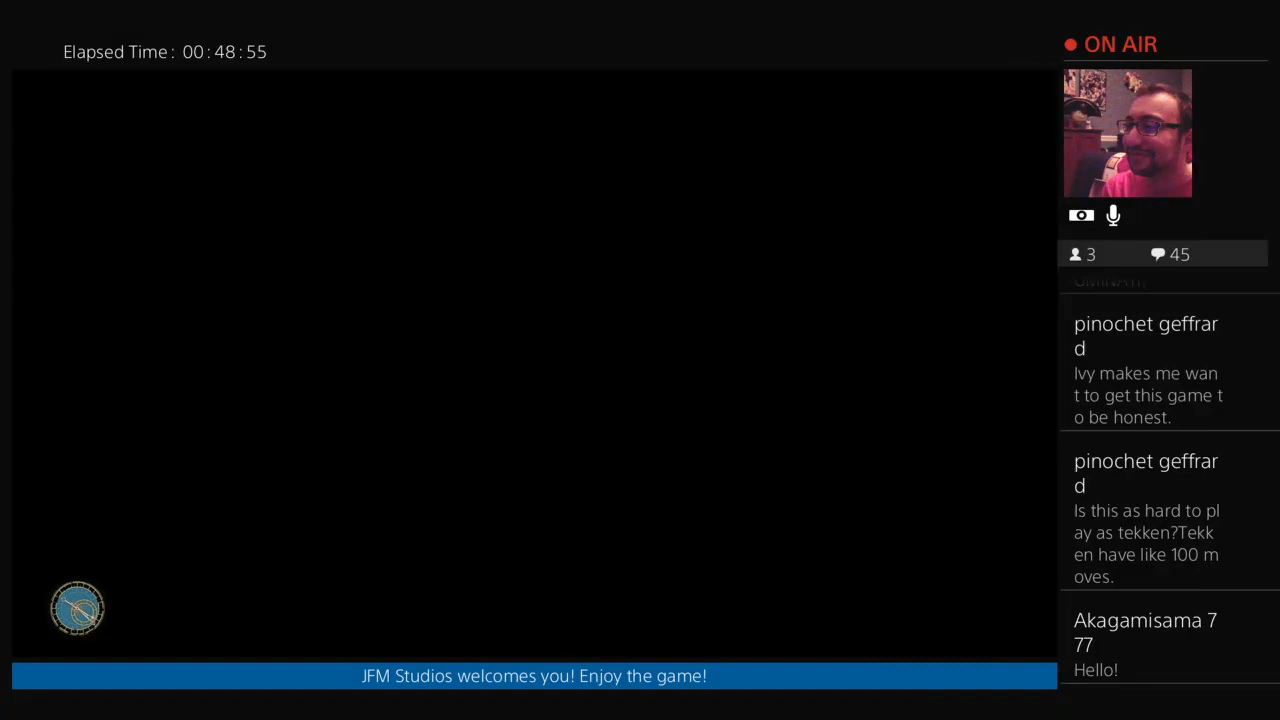 Elapsed Time: 00:48:55
ON AIR
3 45
pinochet geffrar
d
Ivy makes me wan
t to get this game t
o be honest.
pinochet geffrar
d
Is this as hard to pl
ay as tekken?Tekk
en have like 100 m
oves.
Akagamisama 7
77
Hello!
JFM Studios welcomes you! Enjoy the game!